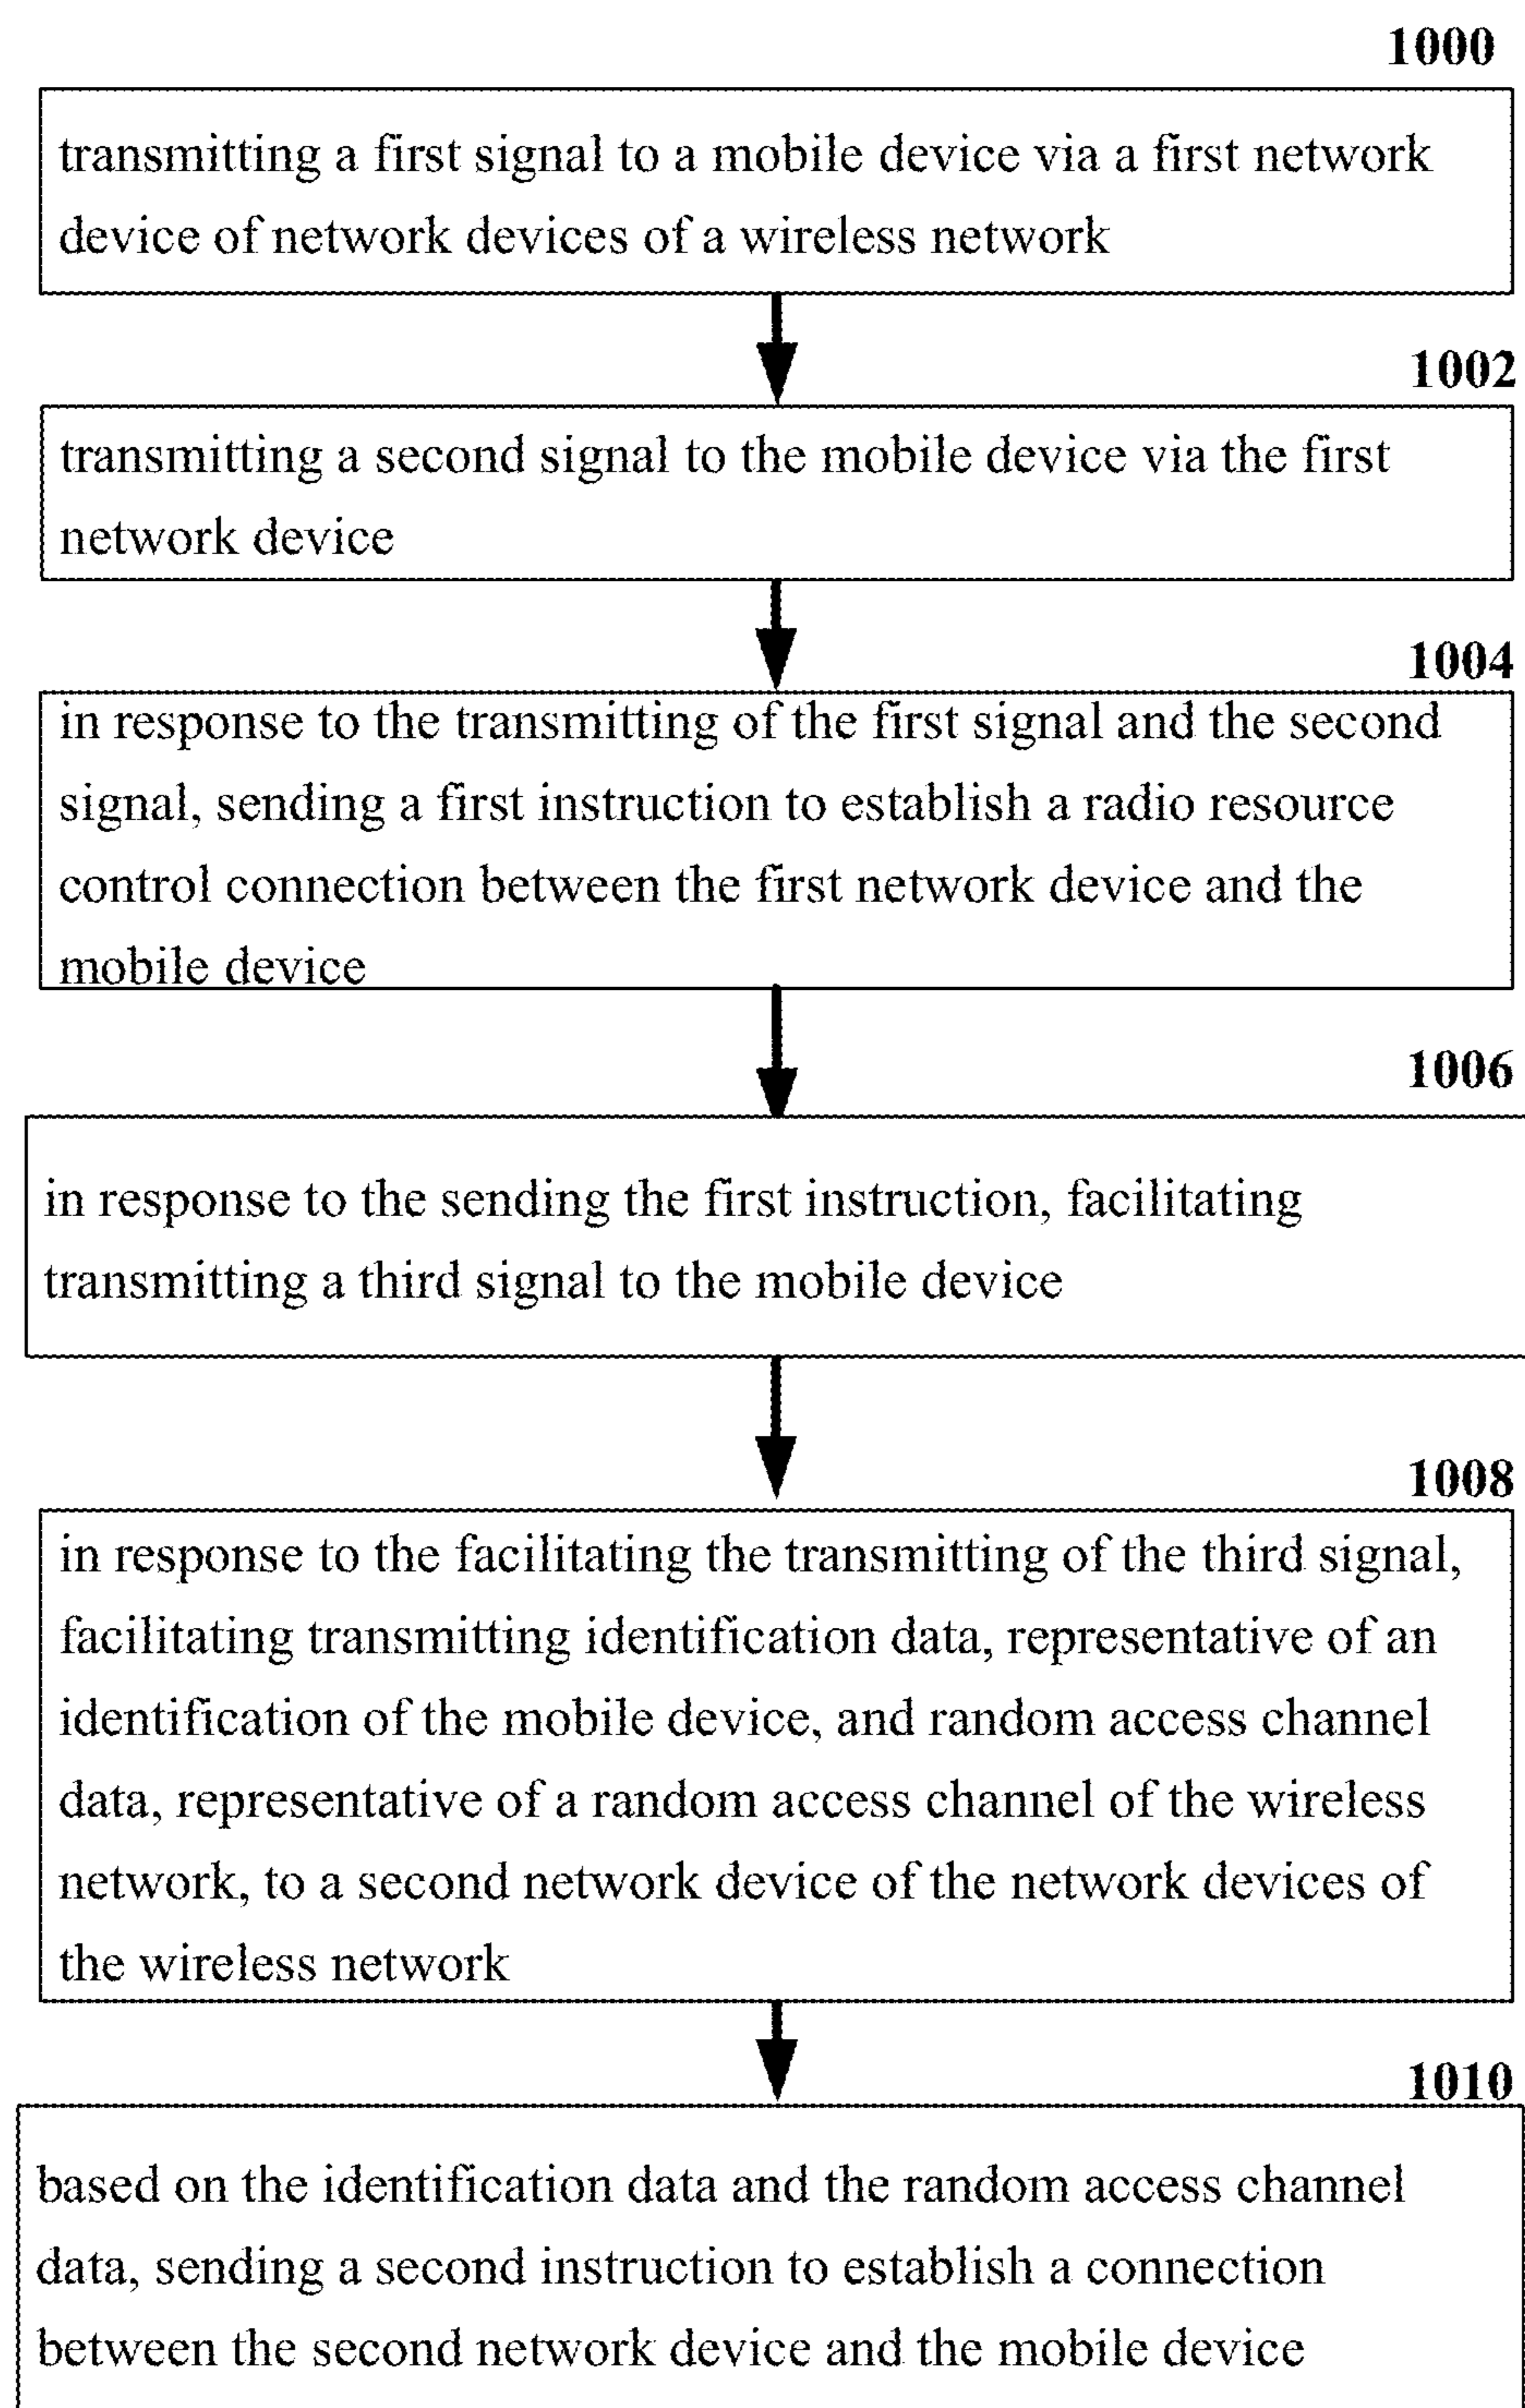 1000
transmitting a first signal to a mobile device via a first network
device of network devices of a wireless network
1002
transmitting a second signal to the mobile device via the first
network device
1004
in response to the transmitting of the first signal and the second
signal, sending a first instruction to establish a radio resource
control connection between the first network device and the
mobile device
1006
in response to the sending the first instruction, facilitating
transmitting a third signal to the mobile device
1008
in response to the facilitating the transmitting of the third signal,
facilitating transmitting identification data, representative of an
identification of the mobile device, and random access channel
data, representative of a random access channel of the wireless
network, to a second network device of the network devices of
the wireless network
1010
based on the identification data and the random access channel
data, sending a second instruction to establish a connection
between the second network device and the mobile device